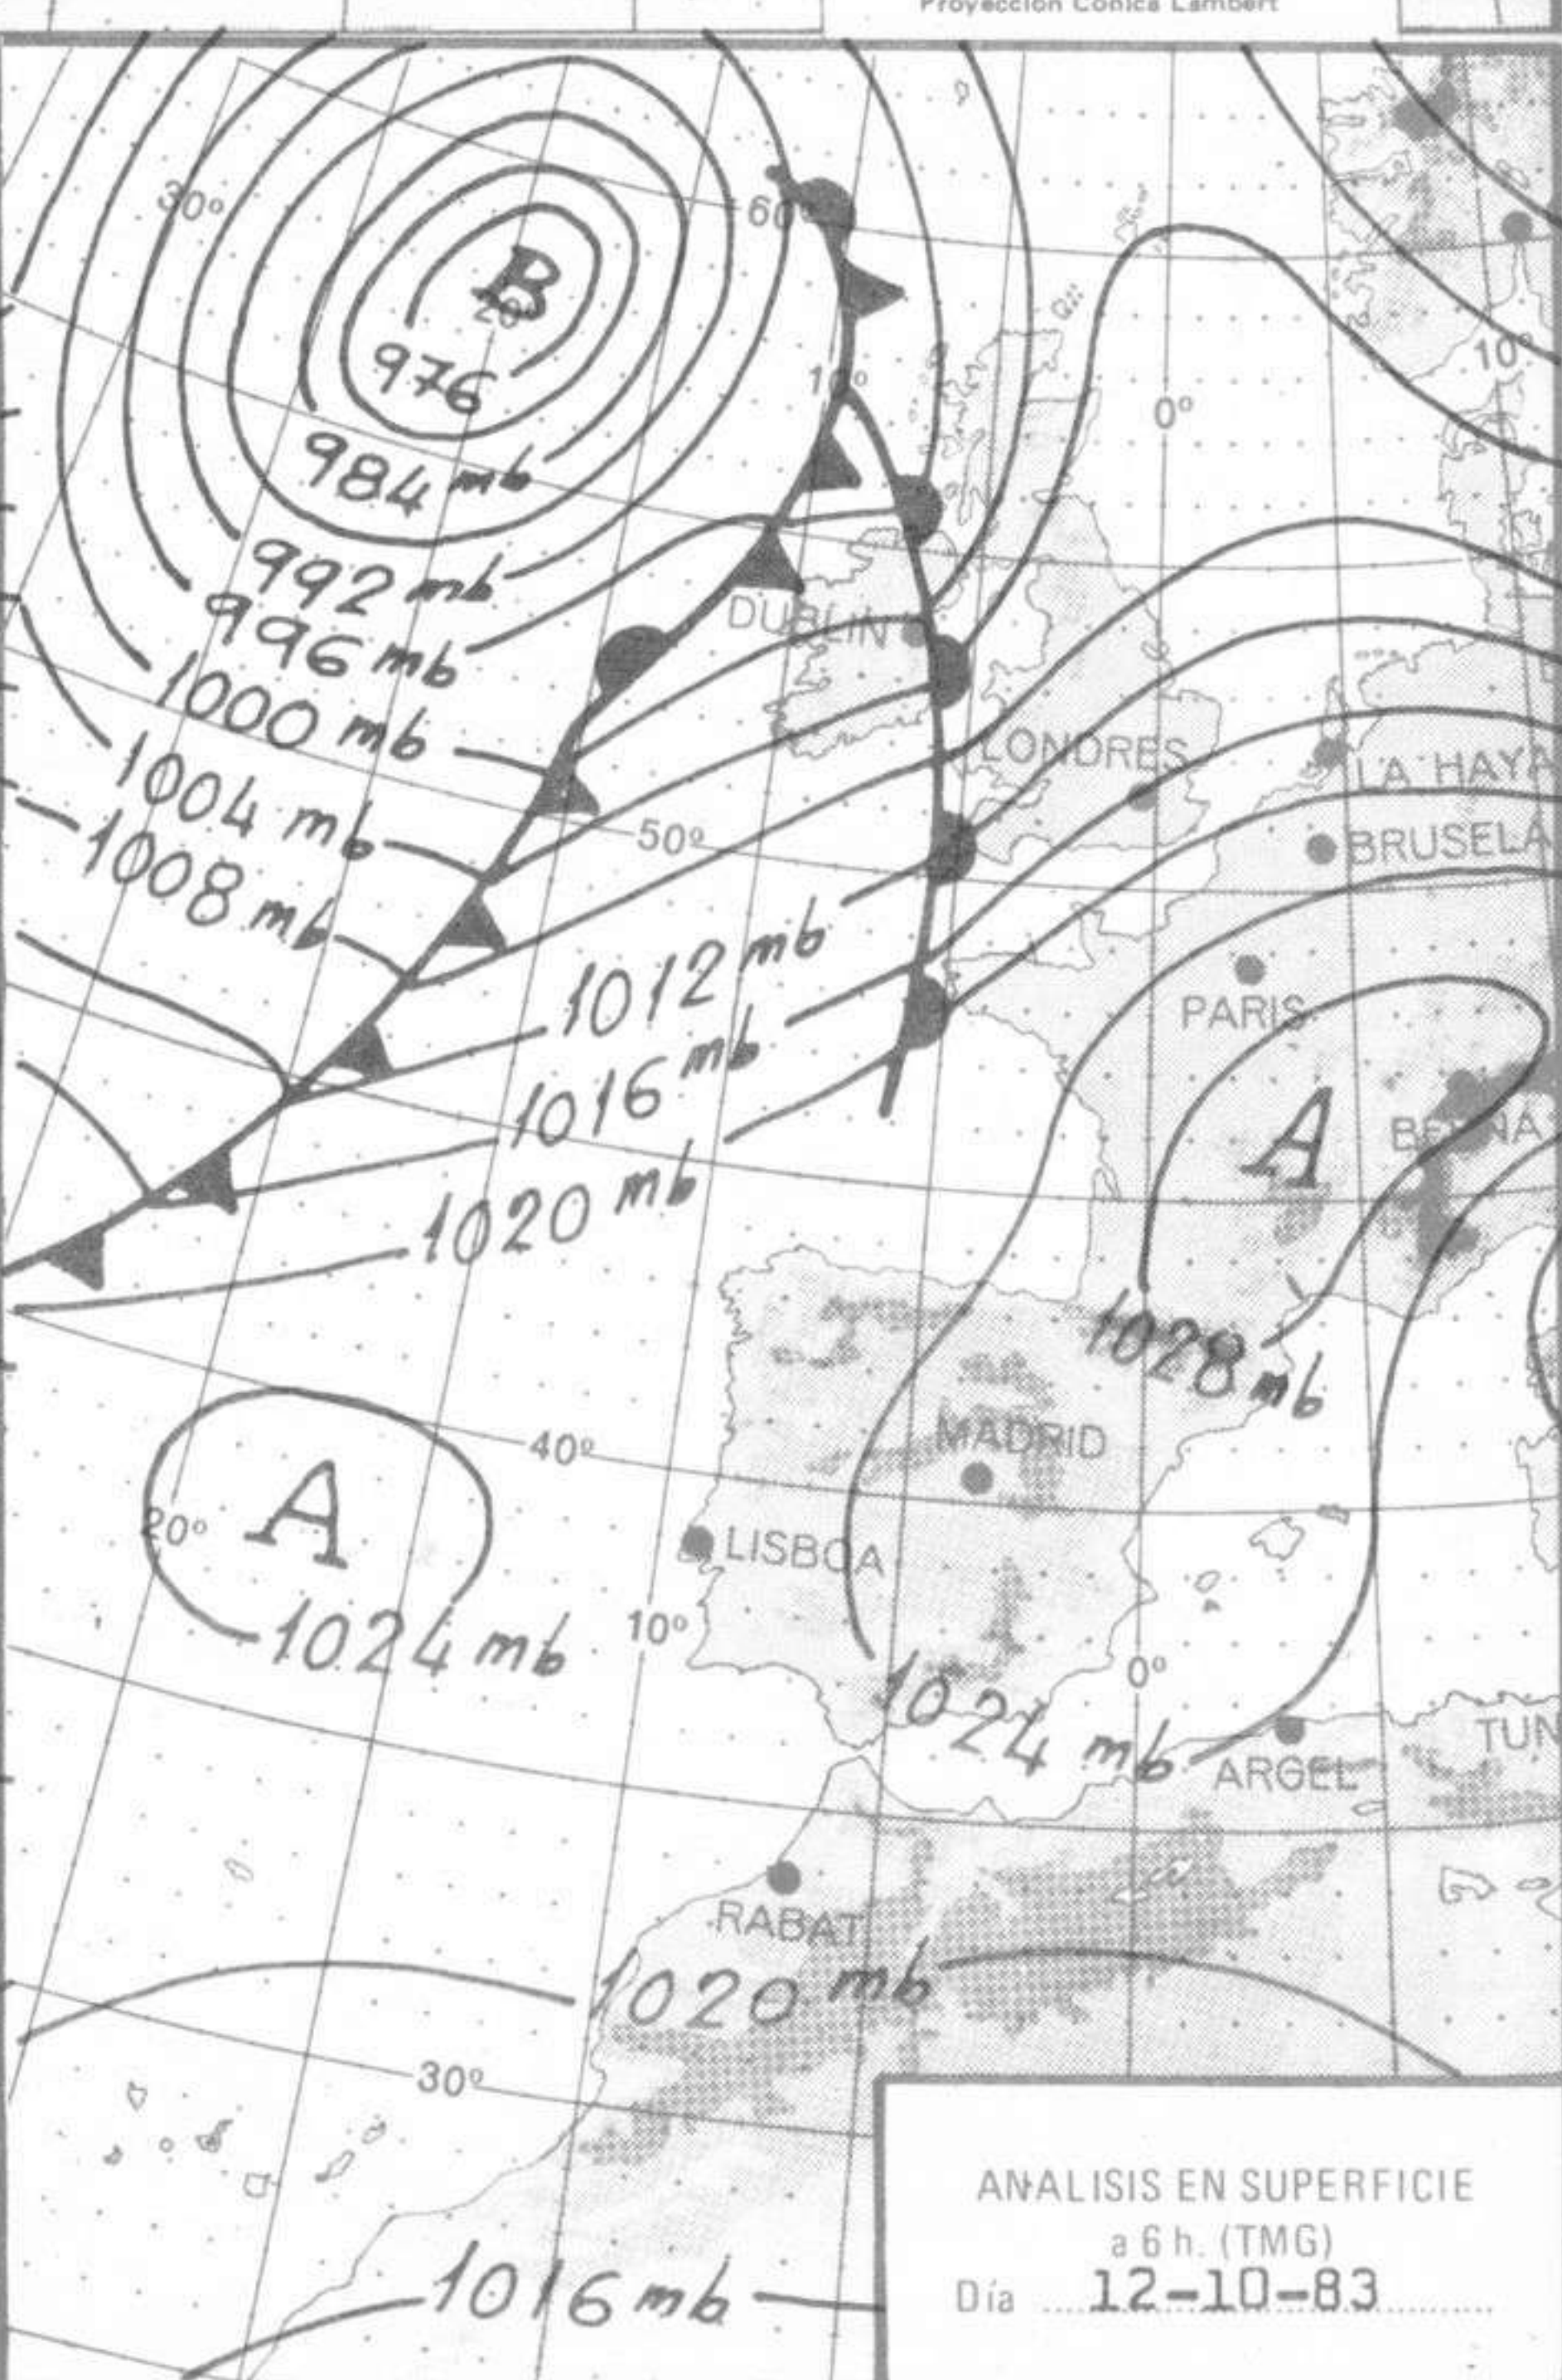 Proyección Cónica Lambert
30°
60°
B
20°
976
10°
10°
0°
984 mb
992 mb
DUBLIN
996 mb
1000 mb
LONDRES
LA HAYA
1004 mb
50°
BRUSELA
1008 mb
1012 mb
PARIS
1016 mb
A
BERNA
1020 mb
1028 mb
MADRID
40°
A
20°
LISBOA
1024 mb
10°
0°
1024 mb
TUN
ARGEL
RABAT
1020 mb
30°
ANALISIS EN SUPERFICIE
a 6 h. (TMG)
1016 mb
Día 12-10-83